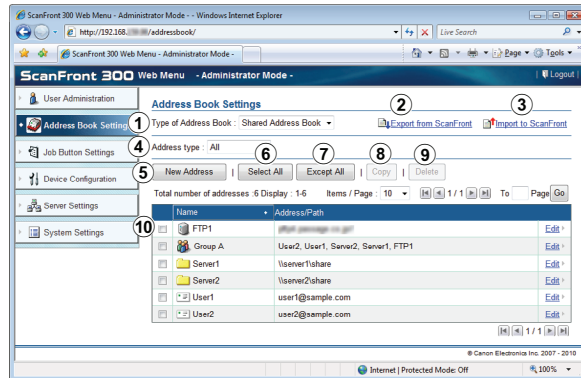 ScanFront 300 Web Menu - Administrator Mode - - Windows Internet Explorer
http://192.168. /addressbook/
Live Search
ScanFront 300 Web Menu - Administrator Mode -
Page Tools
ScanFront 300 Web Menu - Administrator Mode - Logout
User Administration
Address Book Setting
Job Button Settings
Device Configuration
Server Settings
System Settings
Address Book Settings
② ③
① Type of Address Book : Shared Address Book Export from ScanFront Import to ScanFront
④ Address type : All
⑥ ⑦ ⑧ ⑨
⑤ New Address | Select All Except All | Copy | Delete
Total number of addresses :6 Display : 1-6 Items / Page : 10 1 / 1 To Page Go
Name Address/Path
⑩ FTP1 Edit
Group A User2, User1, Server2, Server1, FTP1 Edit
Server1 \\server1\share Edit
Server2 \\server1\share Edit
User1 user1@sample.com Edit
User2 user2@sample.com Edit
1 / 1
© Canon Electronics Inc. 2007 - 2010
Internet | Protected Mode: Off 100%